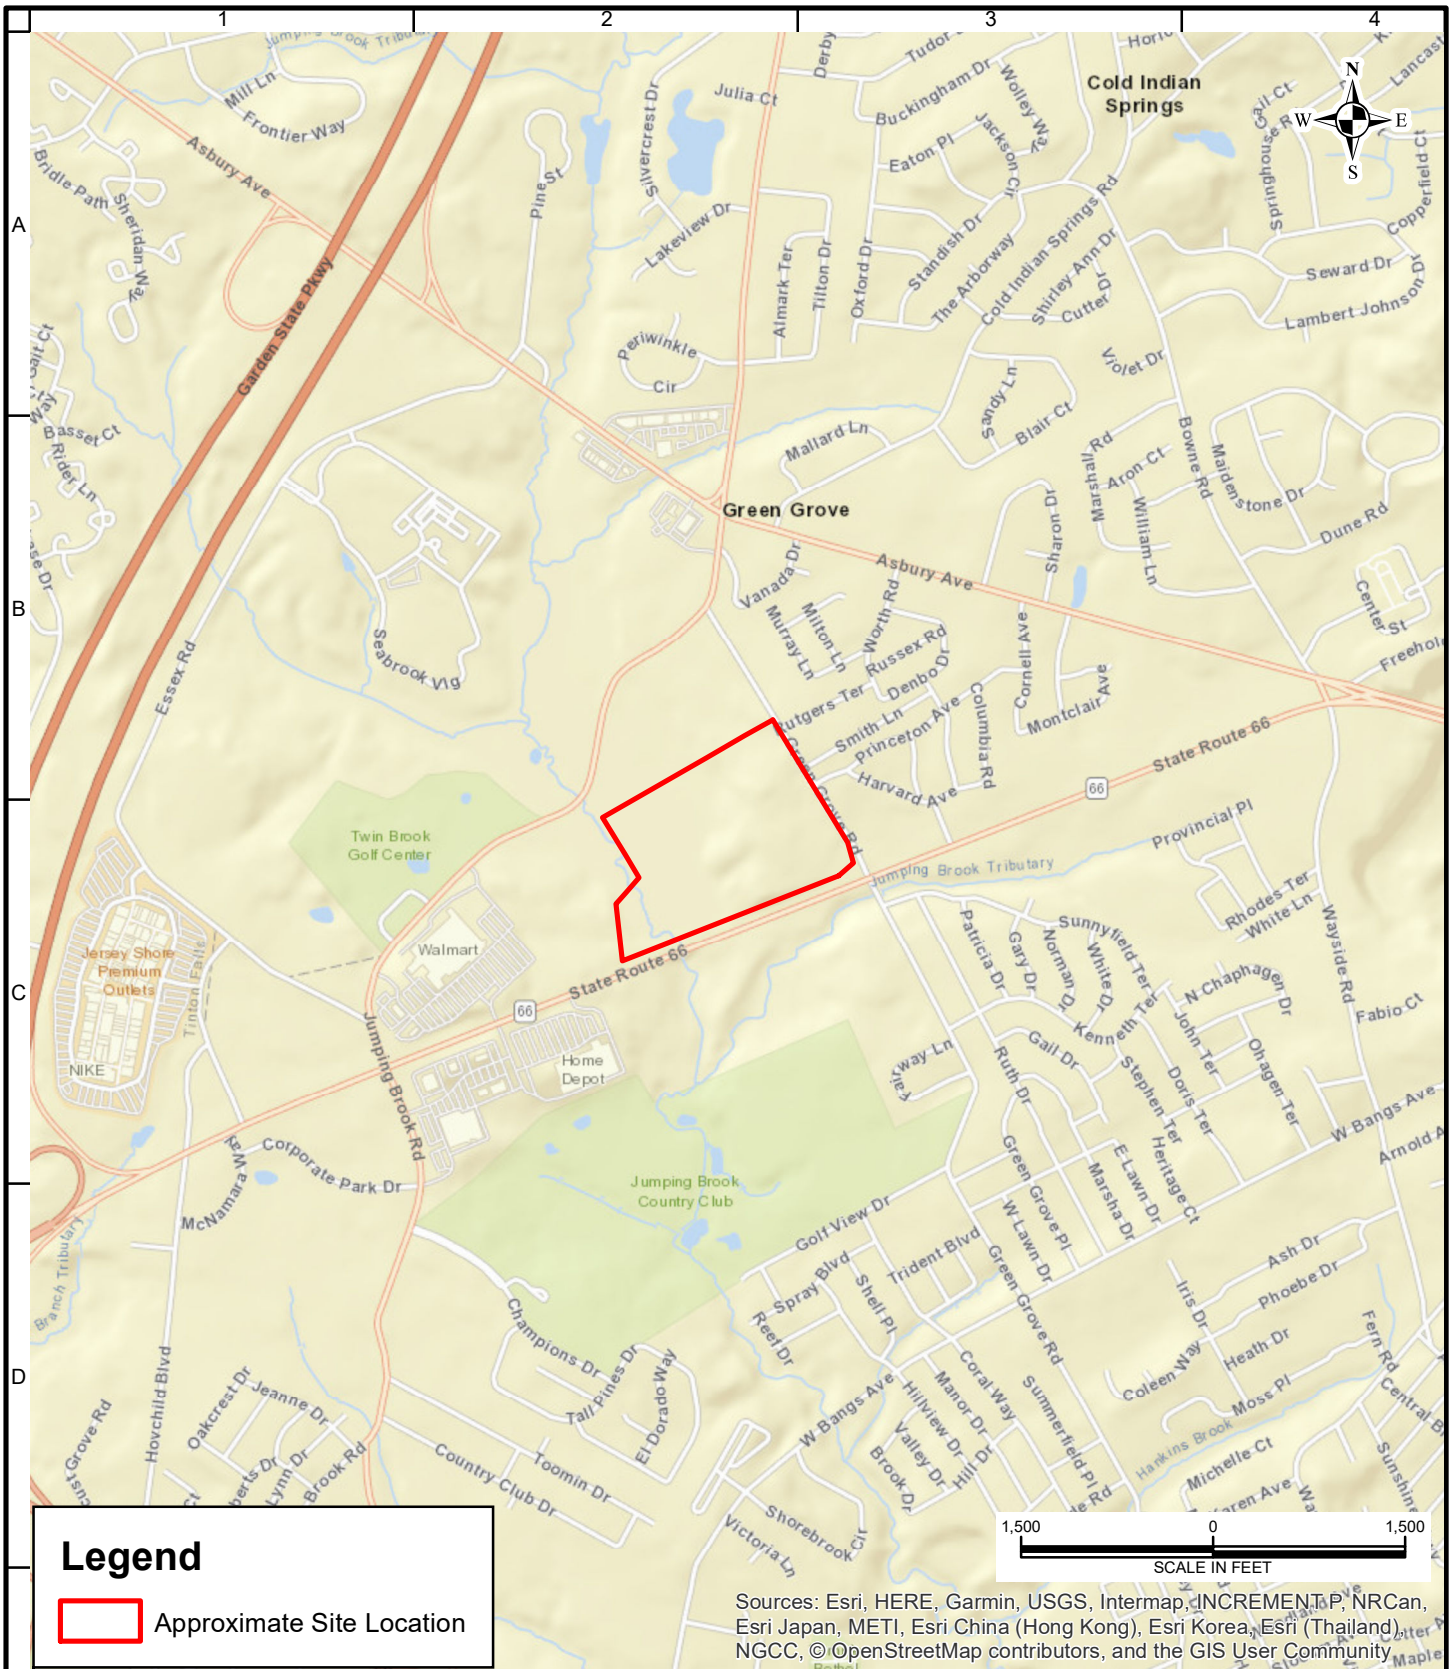 1
2
3
4
A
B
C
D
N
W
E
S
Cold Indian
Springs
Green Grove
Jumping Brook
Mill Ln
Frontier Way
Asbury Ave
Bridle Path
Sheridan Way
Garden State Pkwy
Pine St
Silvercrest Dr
Julia Ct
Lakeview Dr
Derby
Tudor
Buckingham Dr
Wolley Way
Eaton Pl
Jackson Cir
Standish Dr
The Arborway
Cold Indian Springs Rd
Shirley Ann Dr
Cutter Dr
Almark Ter
Tilton Dr
Oxford Dr
Periwinkle
Cir
Lancast
Copperfield Ct
Seward Dr
Lambert Johnson Dr
Violet Dr
Sandy Ln
Blair Ct
Mallard Ln
Marshall Rd
Aron Ct
William Ln
Bowne Rd
Maidenstone Dr
Dune Rd
Center St
Basset Ct
Rider Ln
Essex Rd
Seabrook Vlg
Vanada Dr
Murray Ln
Milton Ln
Worth Rd
Russex Rd
Denbo Dr
Asbury Ave
Sharon Dr
Cornell Ave
Montclair Ave
Columbia Rd
Smith Ln
Princeton Ave
Harvard Ave
State Route 66
66
Provincial Pl
Jumping Brook Tributary
Twin Brook
Golf Center
Walmart
State Route 66
66
Home
Depot
Jersey Shore
Premium
Outlets
NIKE
Tinton Falls
Jumping Brook Rd
Corporate Park Dr
McNamara Way
Hovchild Blvd
Branch Tributary
Rhodes Ter
White Ln
Wayside Rd
Fabio Ct
Patricia Dr
Gary Dr
Norman Dr
White Dr
Sunnyfield Ter
Kenneth Ter
N Chaphagen Dr
John Ter
Ohagen Ter
Doris Ter
Stephen Ter
Gail Dr
Ruth Dr
Fairway Ln
W Bangs Ave
Heritage Ct
E Lawn Dr
Marsha Dr
Green Grove Pl
W Lawn Dr
Green Grove Rd
Jumping Brook
Country Club
Golf View Dr
Trident Blvd
Spray Blvd
Shell Pl
Reef Dr
Champions Dr
Tall Pines Dr
El Dorado Way
Toomin Dr
Country Club Dr
Oakcrest Dr
Jeanne Dr
Lynn Dr
Brook Rd
W Bangs Ave
Hillview Dr
Manor Dr
Coral Way
Summerfield Pl
Valley Dr
Brook Dr
Hill Dr
Shorebrook Cir
Victoria Ln
Iris Dr
Ash Dr
Phoebe Dr
Heath Dr
Coleen Way
Moss Pl
Fern Rd
Hankins Brook
Michelle Ct
Legend
Approximate Site Location
1,500
0
1,500
SCALE IN FEET
Sources: Esri, HERE, Garmin, USGS, Intermap, INCREMENT P, NRCan,
Esri Japan, METI, Esri China (Hong Kong), Esri Korea, Esri (Thailand),
NGCC, © OpenStreetMap contributors, and the GIS User Community